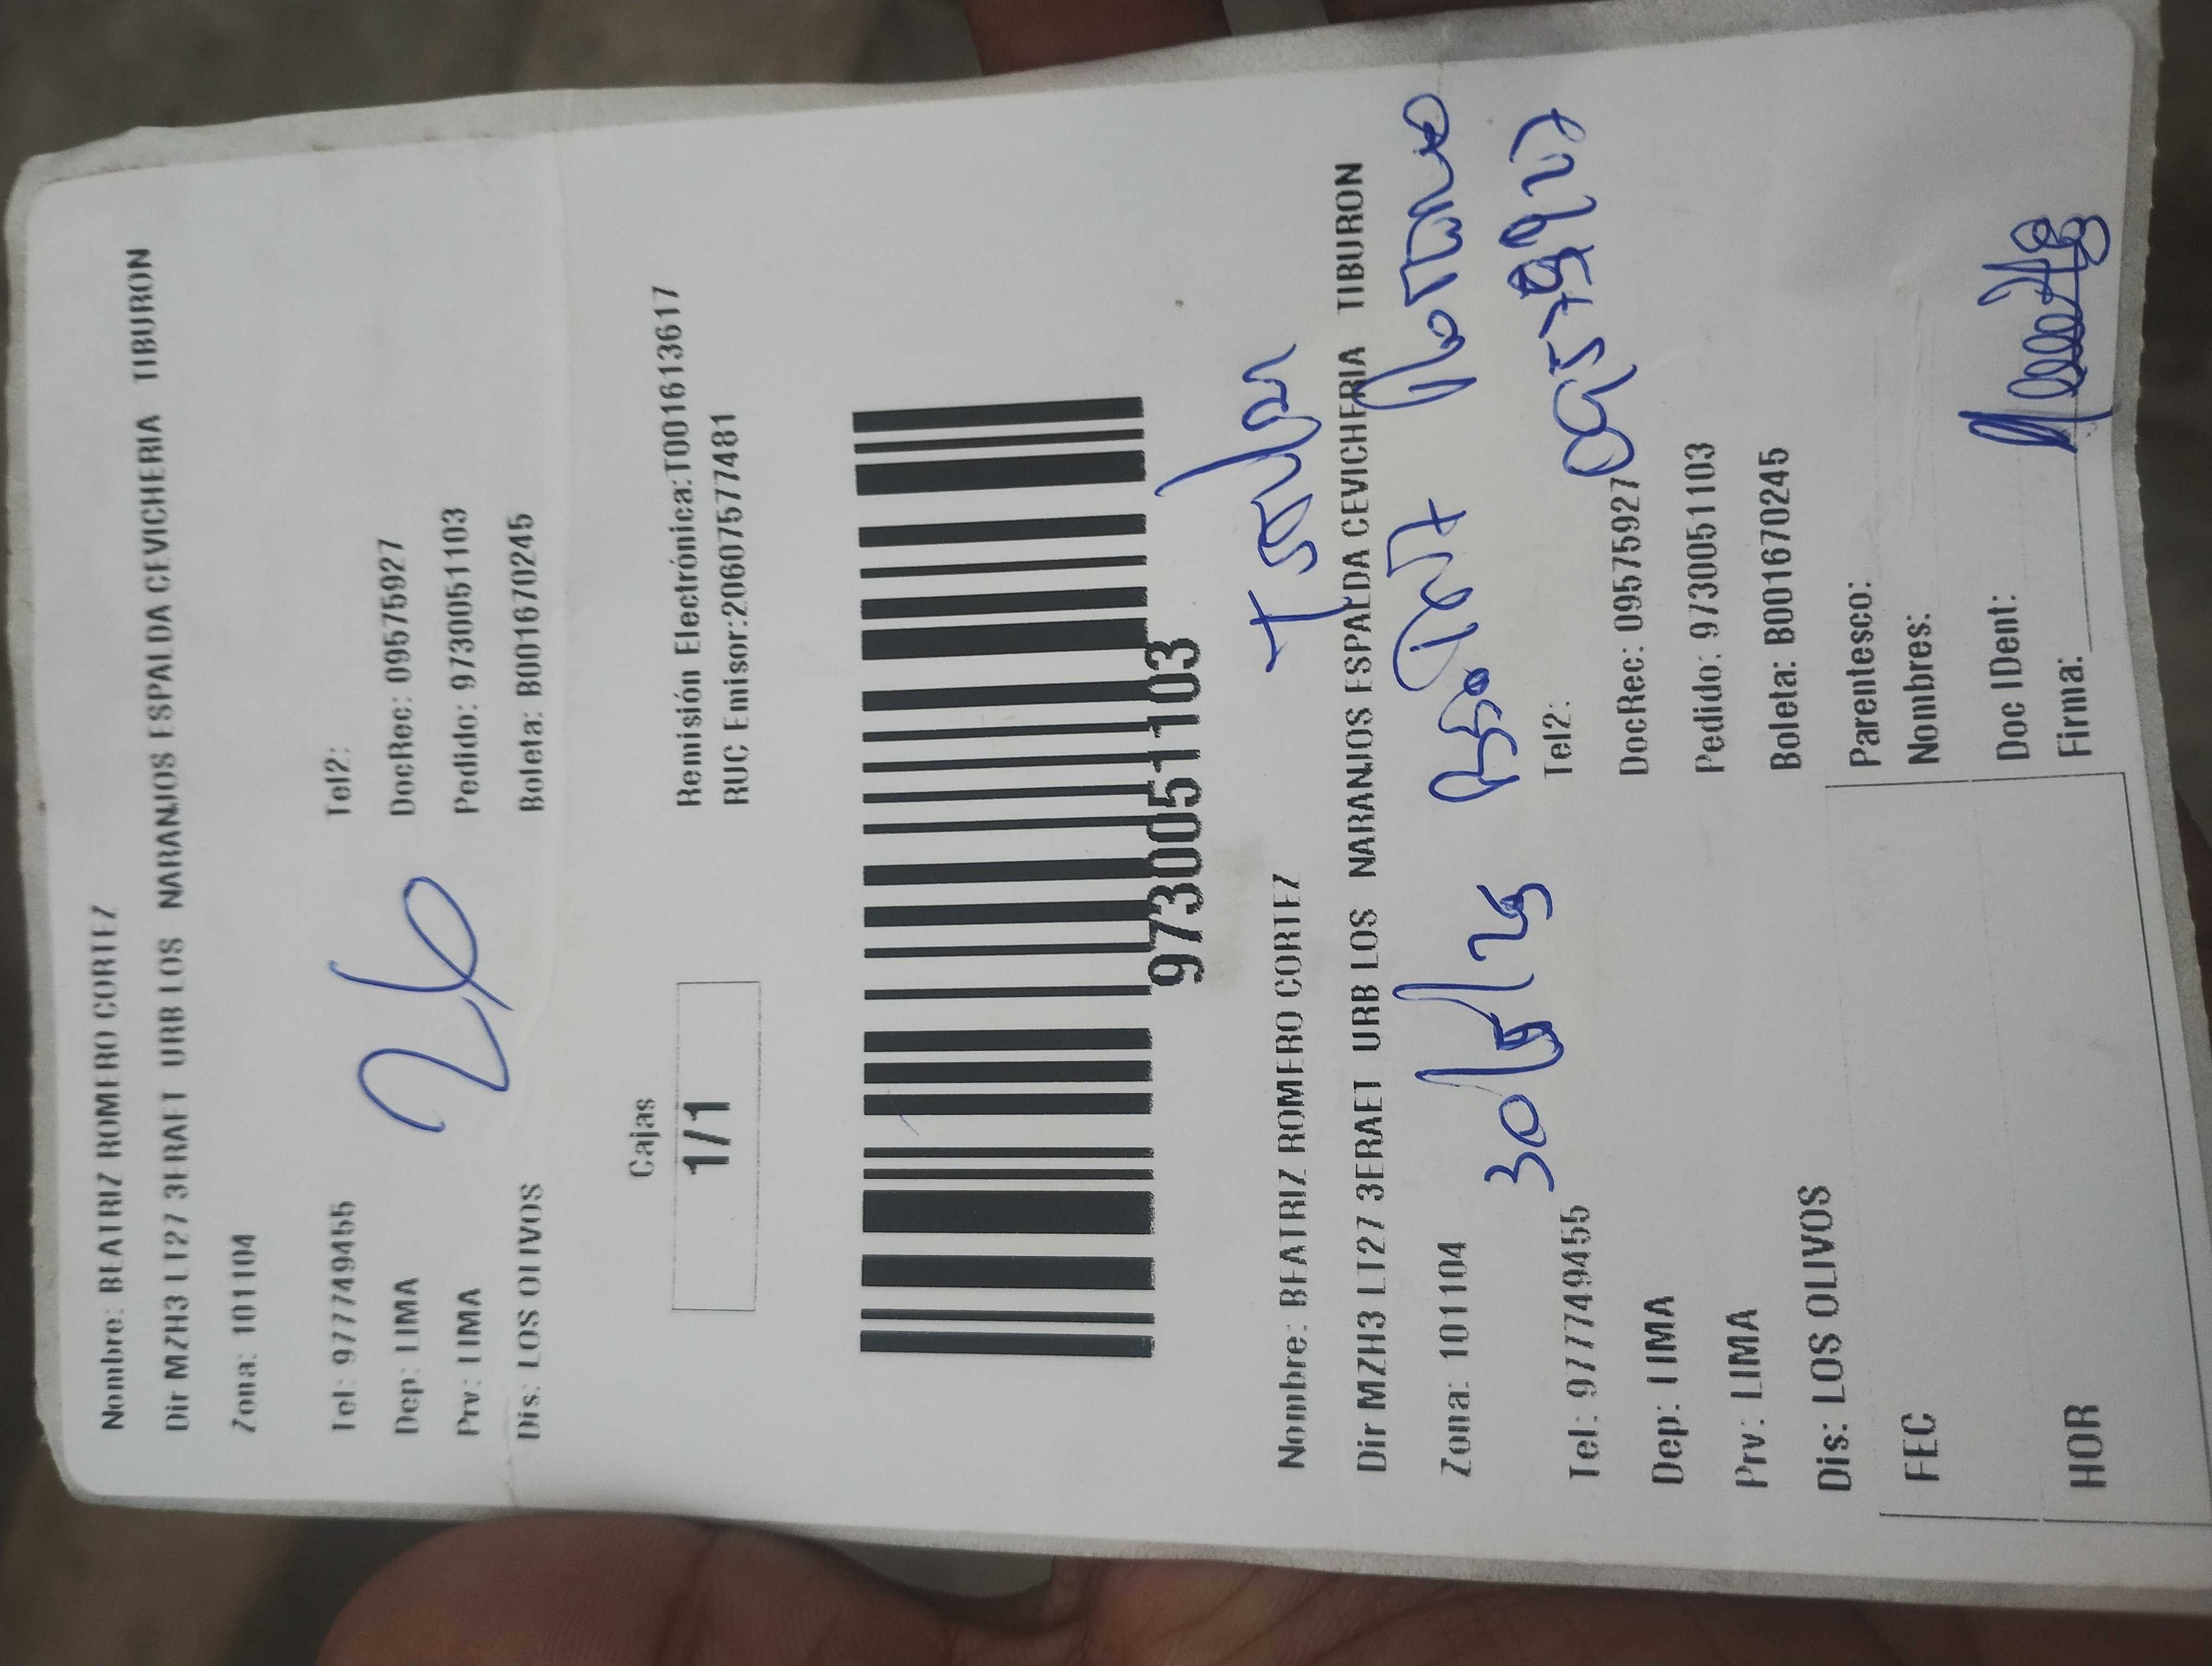 Nombre: BEATRIZ ROMERO CORTEZ
Dir MZH3 LT27 3ERAET URB LOS NARANJOS ESPALDA CEVICHERIA TIBURON
Zona: 101104
Tel: 977749455 Tel2:
Dep: LIMA DocRec: 09575927
Prv: LIMA Pedido: 9730051103
Dis: LOS OLIVOS Boleta: B001670245
26
Cajas
1/1
Remisión Electrónica:T001613617
RUC Emisor:20607577481
9730051103
Nombre: BEATRIZ ROMERO CORTEZ
Dir MZH3 LT27 3ERAET URB LOS NARANJOS ESPALDA CEVICHERIA TIBURON
Zona: 101104
Tel: 977749455 Tel2:
Dep: LIMA DocRec: 09575927
Prv: LIMA Pedido: 9730051103
Dis: LOS OLIVOS Boleta: B001670245
Parentesco:
FEC Nombres:
Doc IDent:
HOR Firma: